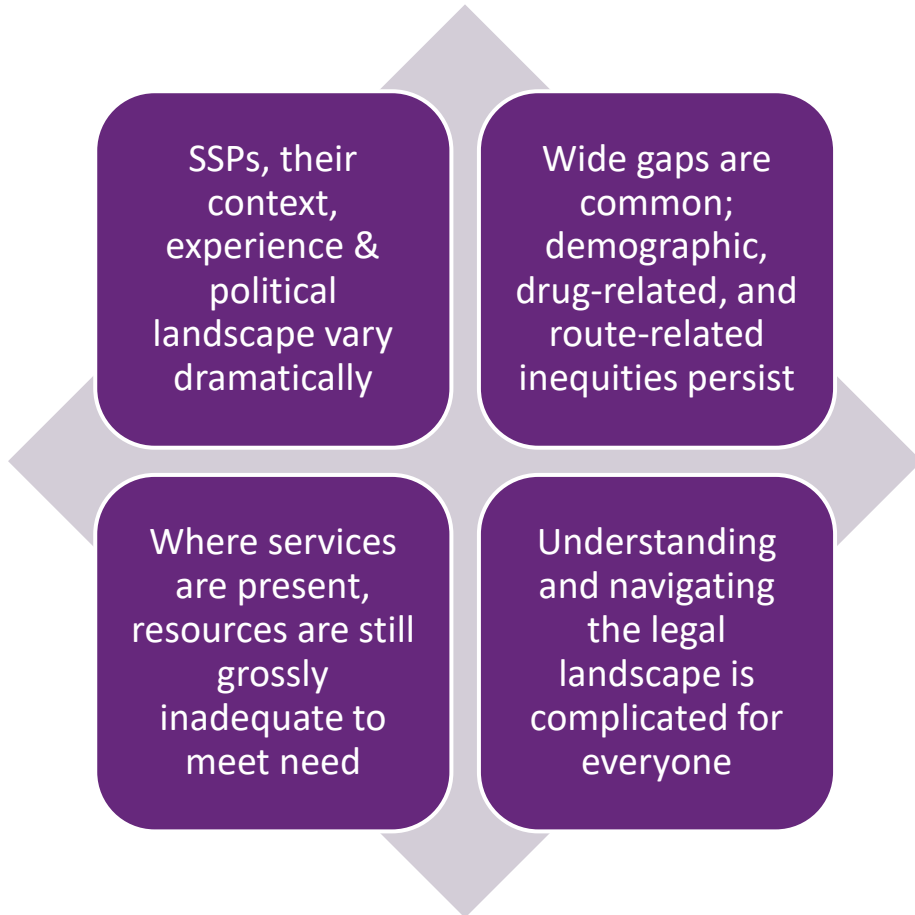 SSPs, their
context,
experience &
political
landscape vary
dramatically
Wide gaps are
common;
demographic,
drug-related, and
route-related
inequities persist
Where services
are present,
resources are still
grossly
inadequate to
meet need
Understanding
and navigating
the legal
landscape is
complicated for
everyone